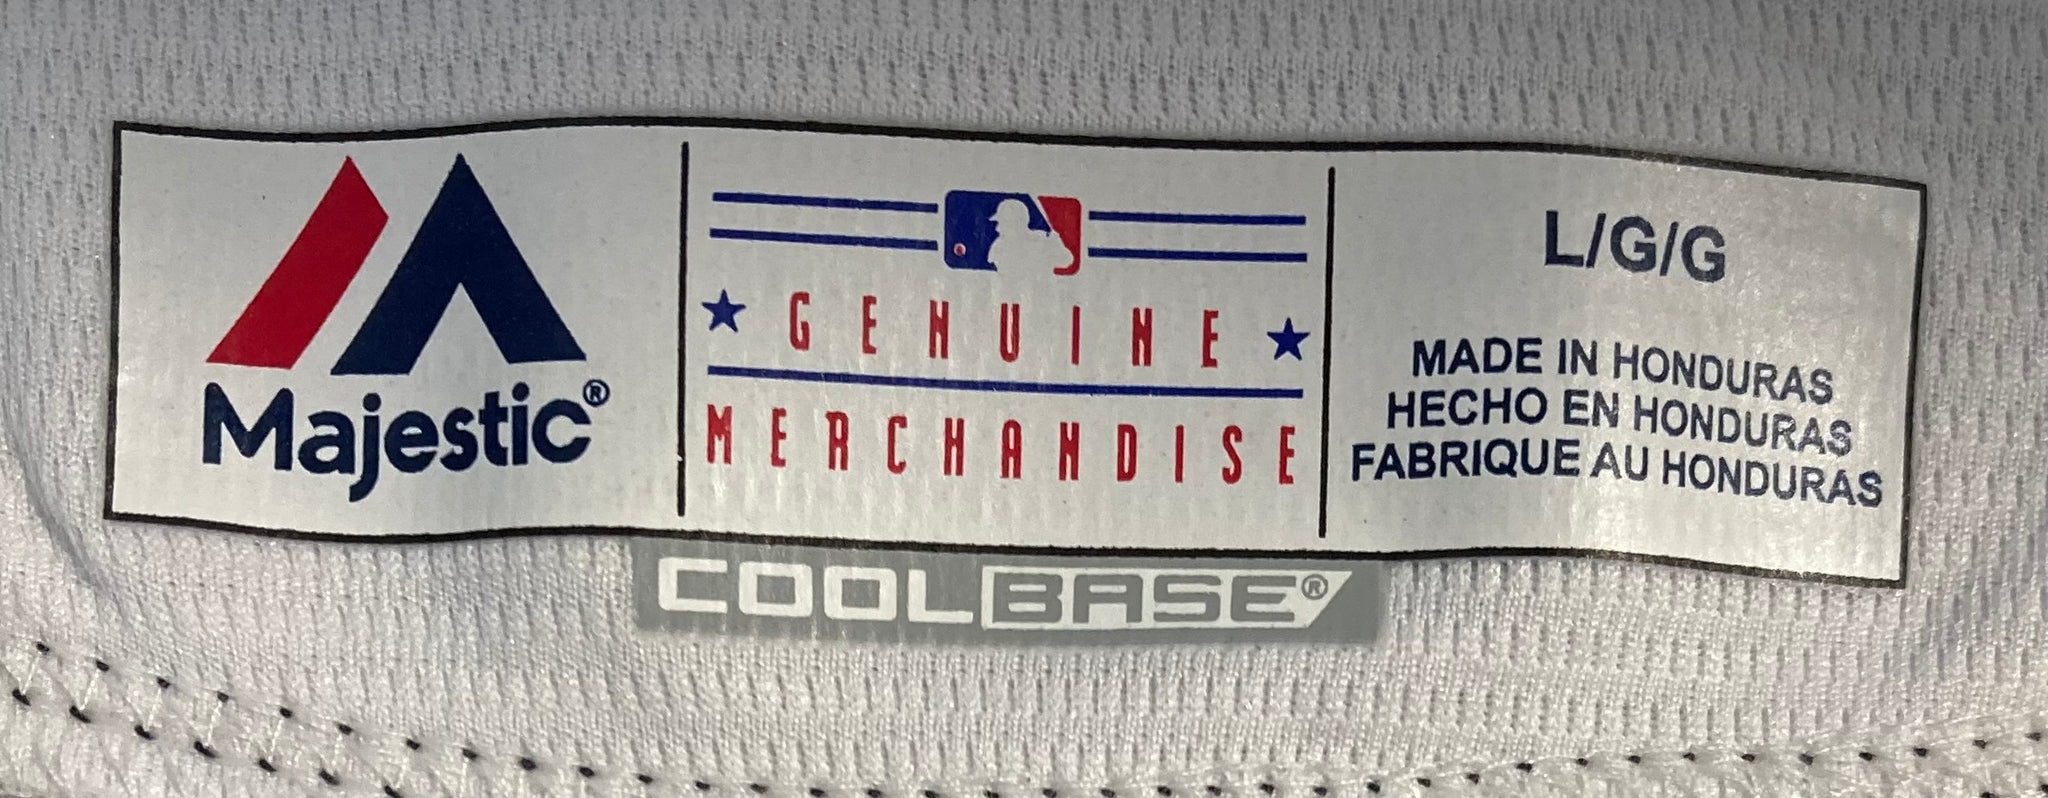 Majestic®
GENUINE
MERCHANDISE
L/G/G
MADE IN HONDURAS
HECHO EN HONDURAS
FABRIQUE AU HONDURAS
COOLBASE®